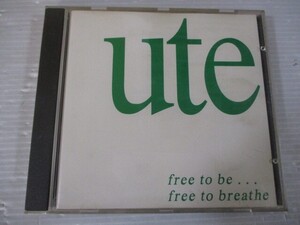 ute
free to be . . .
free to breathe